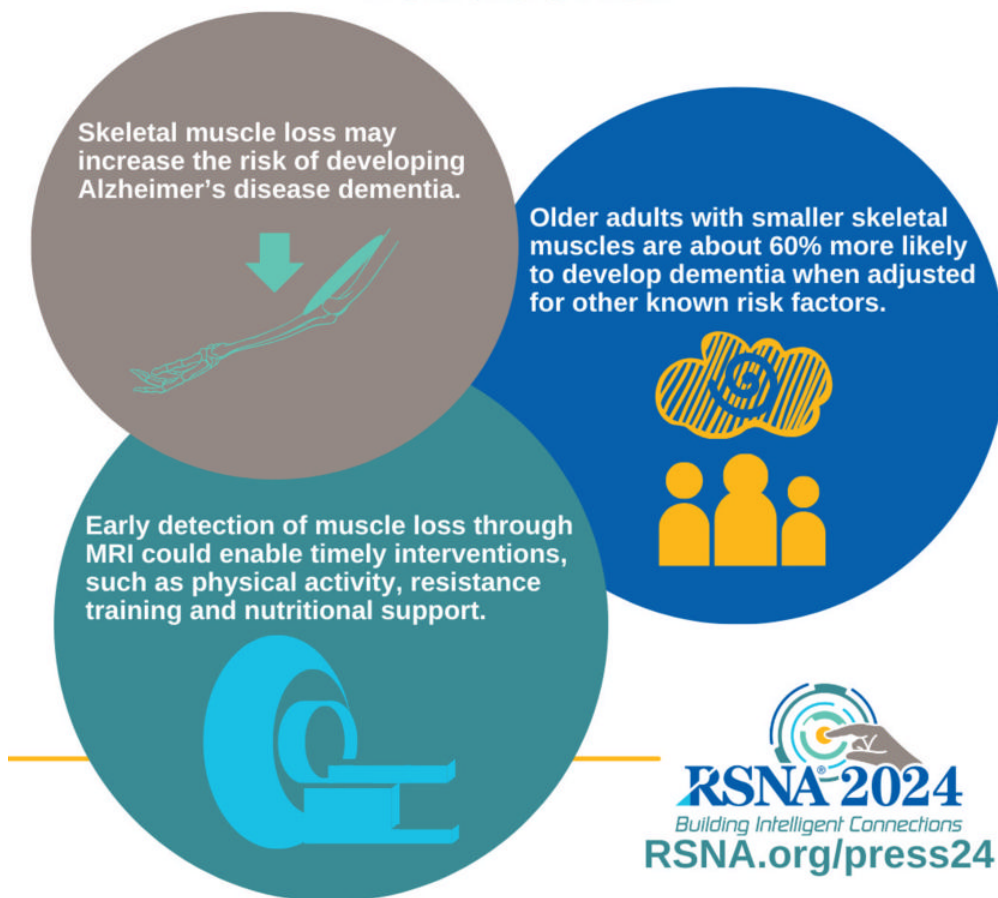 Skeletal muscle loss may
increase the risk of developing
Alzheimer's disease dementia.
Older adults with smaller skeletal
muscles are about 60% more likely
to develop dementia when adjusted
for other known risk factors.
Early detection of muscle loss through
MRI could enable timely interventions,
such as physical activity, resistance
training and nutritional support.
RSNA® 2024
Building Intelligent Connections
RSNA.org/press24